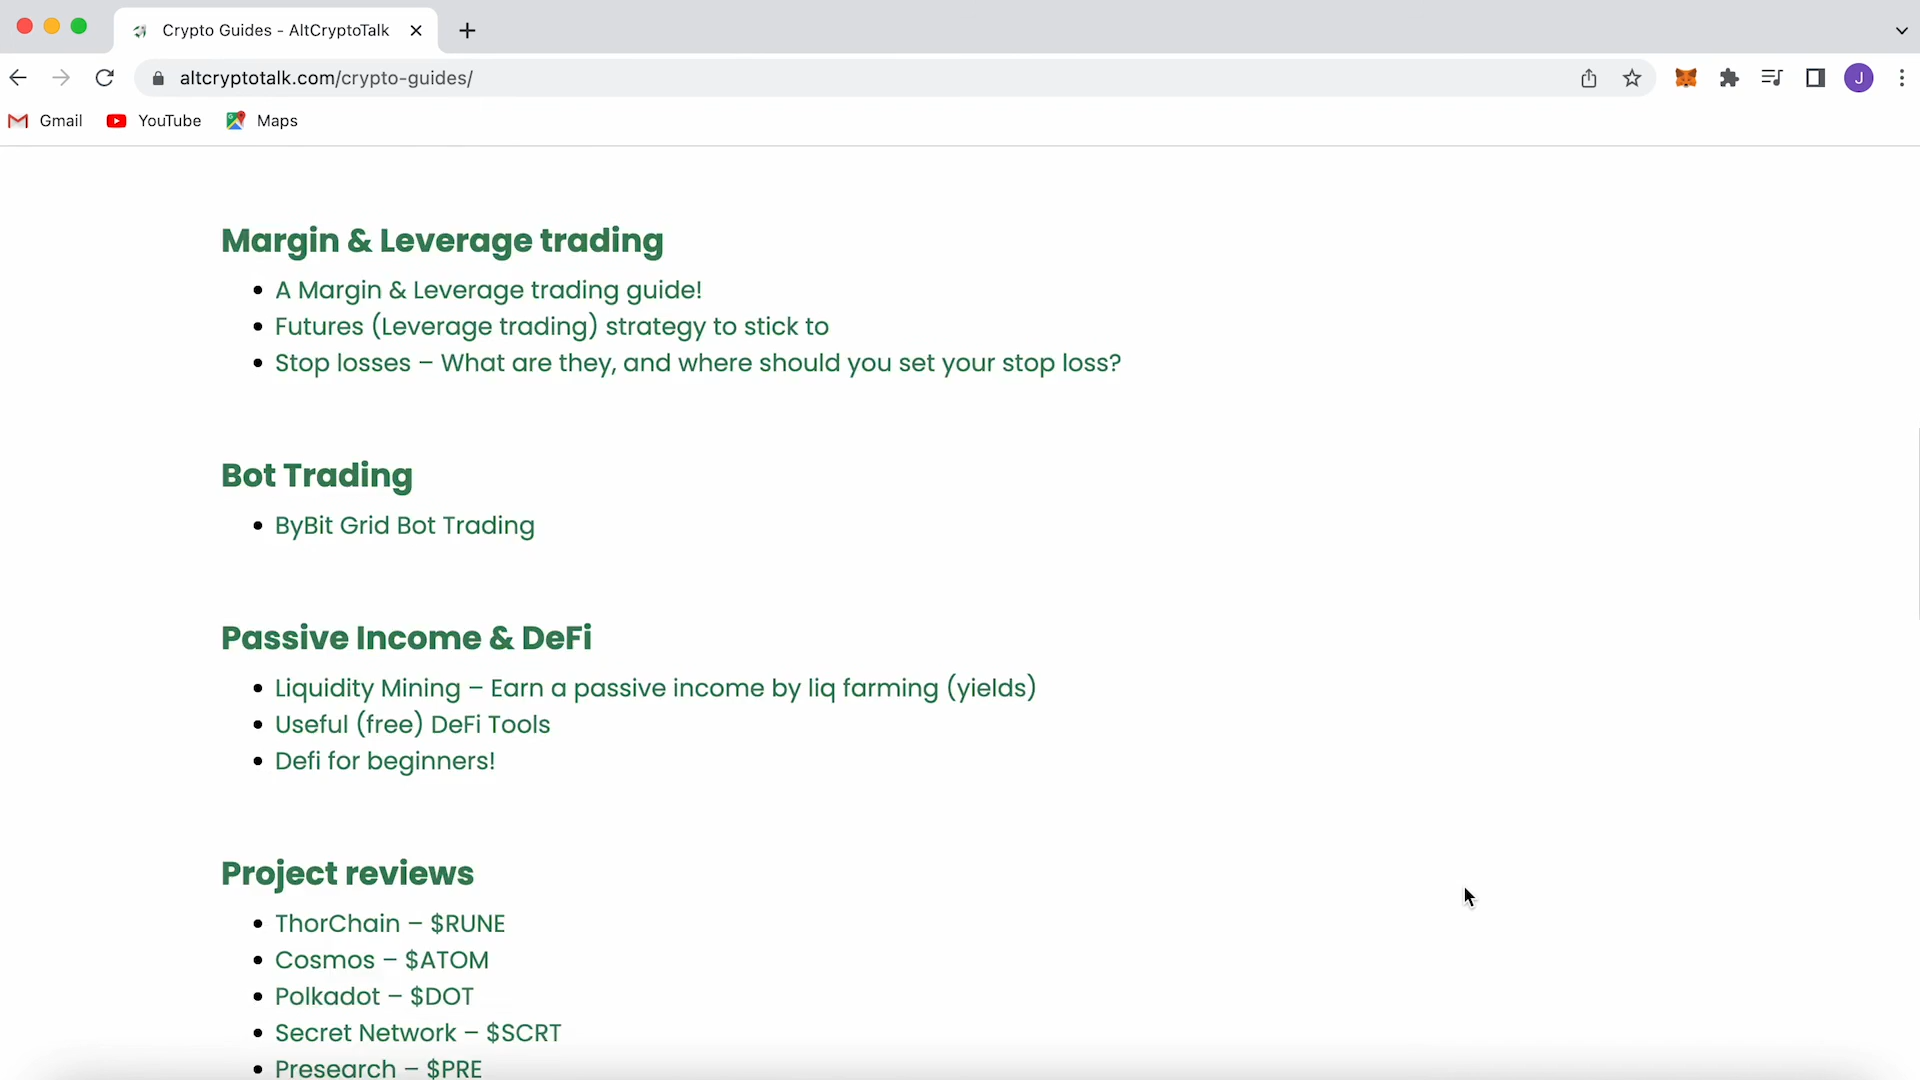 Crypto Guides - AltCryptoTalk
altcryptotalk.com/crypto-guides/
J
Gmail
YouTube
Maps
Margin & Leverage trading
A Margin & Leverage trading guide!
Futures (Leverage trading) strategy to stick to
Stop losses – What are they, and where should you set your stop loss?
Bot Trading
ByBit Grid Bot Trading
Passive Income & DeFi
Liquidity Mining – Earn a passive income by liq farming (yields)
Useful (free) DeFi Tools
Defi for beginners!
Project reviews
ThorChain – $RUNE
Cosmos – $ATOM
Polkadot – $DOT
Secret Network – $SCRT
Presearch – $PRE